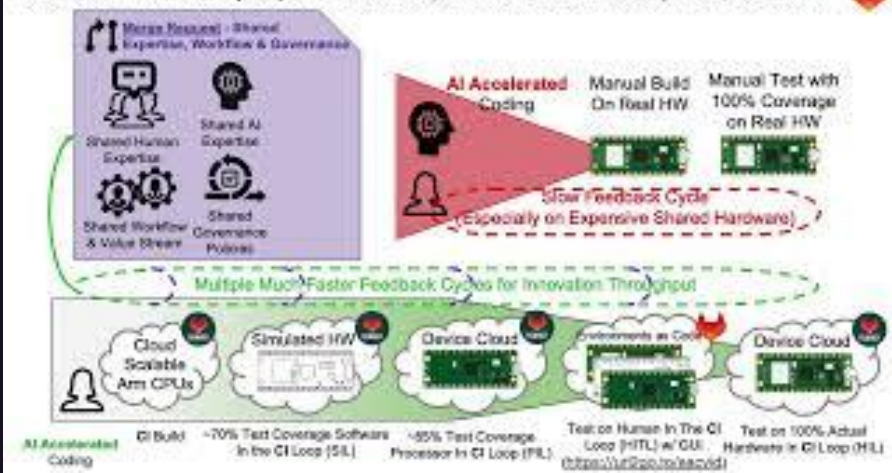 Merge Request - Shared
Expertise, Workflow & Governance
Shared Human
Expertise
Shared AI
Expertise
Shared Workflow
& Value Stream
Shared
Governance
Policies
AI Accelerated
Coding
Manual Build
On Real HW
Manual Test with
100% Coverage
on Real HW
Slow Feedback Cycle
(Especially on Expensive Shared Hardware)
Multiple Much Faster Feedback Cycles for Innovation Throughput
Cloud
Scalable
Arm CPUs
Simulated HW
Device Cloud
Environments as Code
Device Cloud
AI Accelerated
Coding
CI Build
~70% Test Coverage Software
In the CI Loop (SIL)
~85% Test Coverage
Processor In CI Loop (PIL)
Test on Human In The CI
Loop (HITL) w/ GUI
Test on 100% Actual
Hardware In CI Loop (HIL)